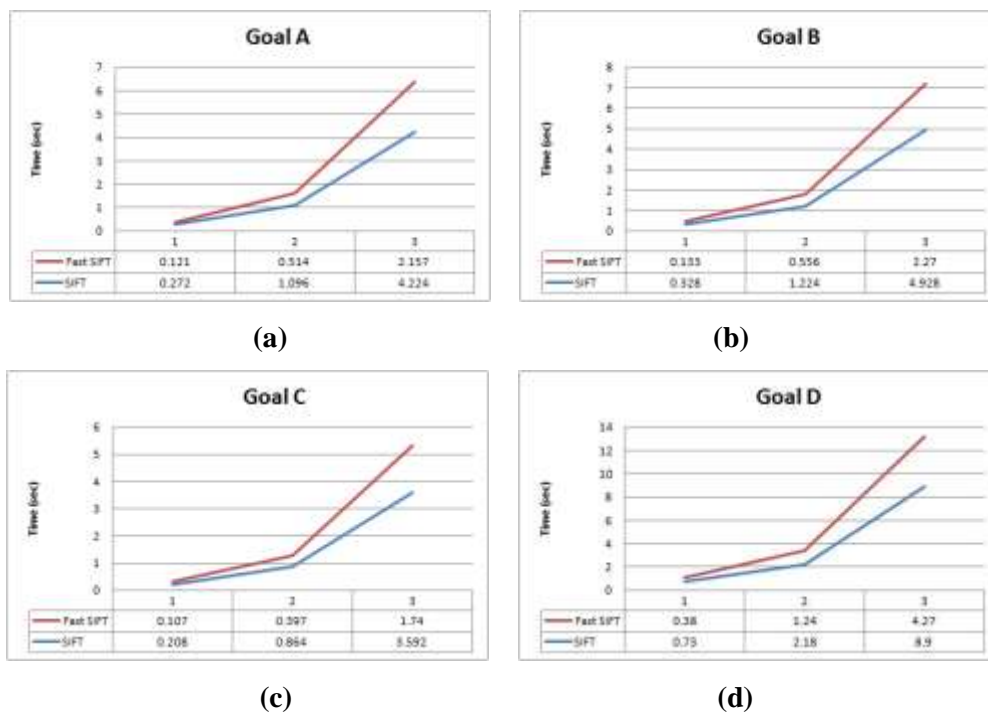 Goal A
Time (sec)
7
6
5
4
3
2
1
0
1 2 3
Fast SIFT 0.121 0.514 2.157
SIFT 0.272 1.096 4.224
(a)
Goal B
Time (sec)
8
7
6
5
4
3
2
1
0
1 2 3
Fast SIFT 0.133 0.556 2.27
SIFT 0.328 1.224 4.928
(b)
Goal C
Time (sec)
6
5
4
3
2
1
0
1 2 3
Fast SIFT 0.107 0.397 1.74
SIFT 0.208 0.864 3.592
(c)
Goal D
Time (sec)
14
12
10
8
6
4
2
0
1 2 3
Fast SIFT 0.38 1.24 4.27
SIFT 0.73 2.18 8.9
(d)